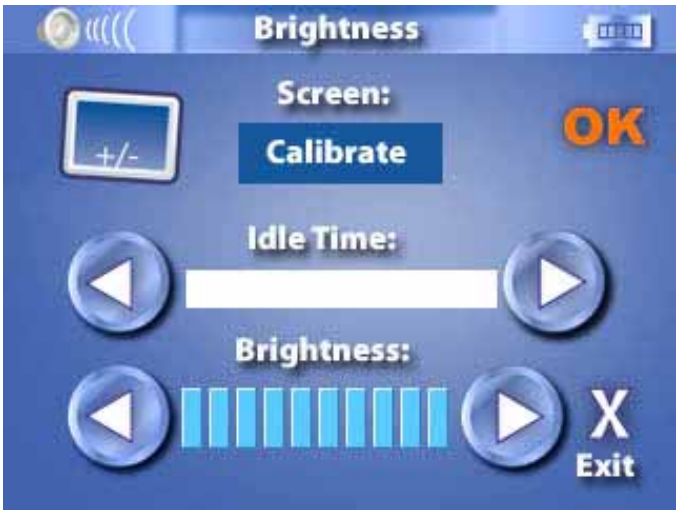 Brightness
Screen:
+/-
Calibrate
OK
Idle Time:
Brightness:
X
Exit